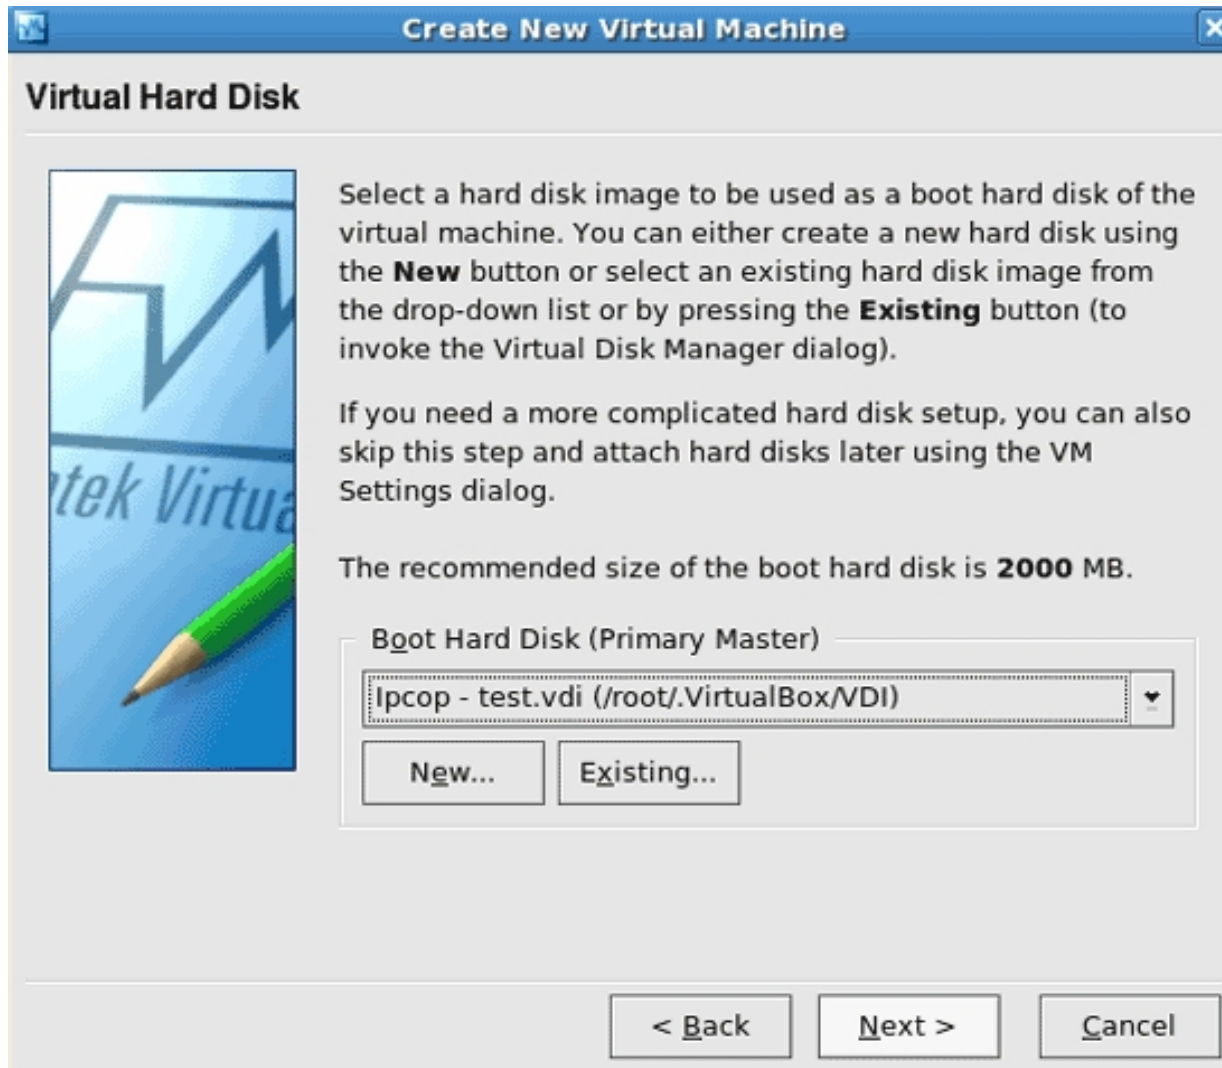 Create New Virtual Machine
Virtual Hard Disk
Select a hard disk image to be used as a boot hard disk of the
virtual machine. You can either create a new hard disk using
the New button or select an existing hard disk image from
the drop-down list or by pressing the Existing button (to
invoke the Virtual Disk Manager dialog).
If you need a more complicated hard disk setup, you can also
skip this step and attach hard disks later using the VM
Settings dialog.
tek Virtua
The recommended size of the boot hard disk is 2000 MB.
Boot Hard Disk (Primary Master)
Ipcop - test.vdi (/root/.VirtualBox/VDI)
New...
Existing...
< Back
Next >
Cancel